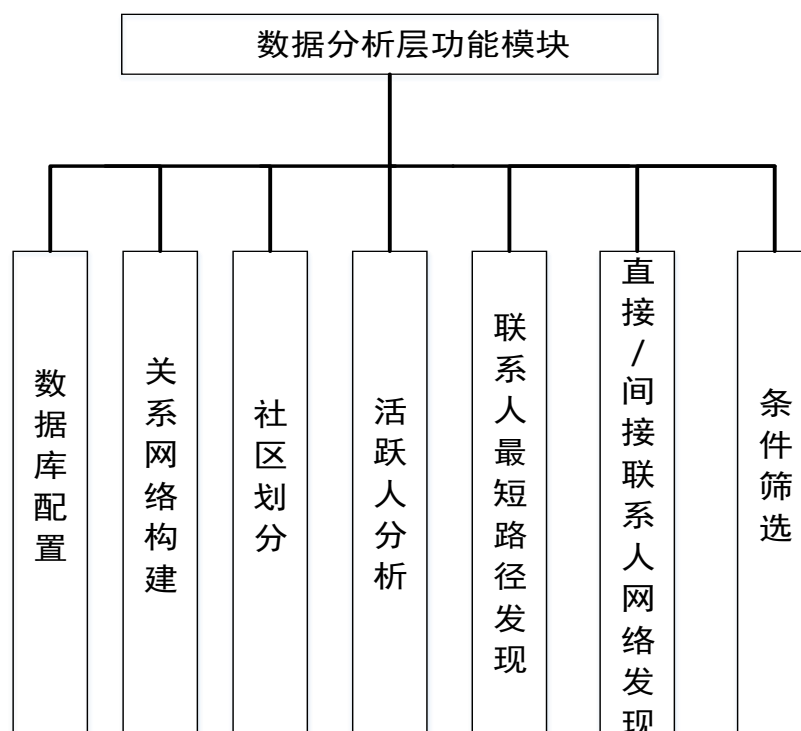 数据分析层功能模块
数据库配置
关系网络构建
社区划分
活跃人分析
联系人最短路径发现
直接/间接联系人网络发现
条件筛选